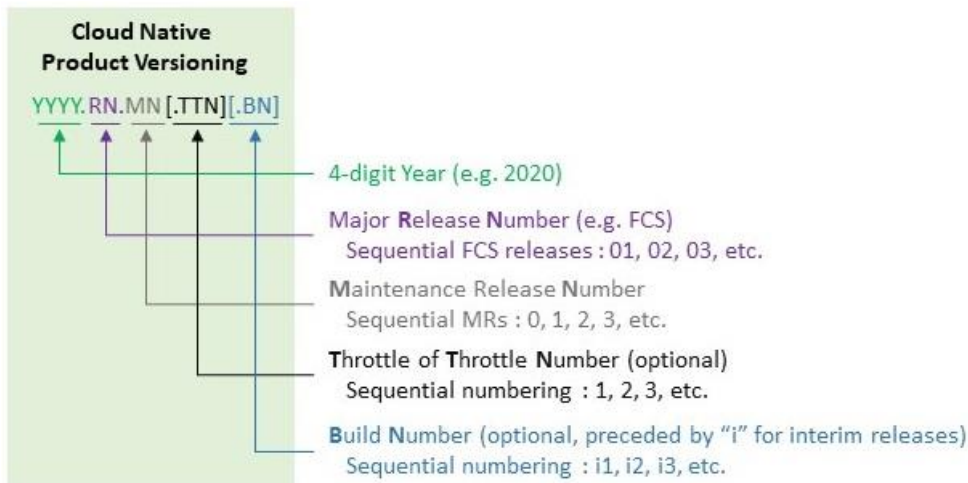 Cloud Native
Product Versioning
YYYY.RN.MN[.TTN][.BN]
4-digit Year (e.g. 2020)
Major Release Number (e.g. FCS)
Sequential FCS releases : 01, 02, 03, etc.
Maintenance Release Number
Sequential MRs : 0, 1, 2, 3, etc.
Throttle of Throttle Number (optional)
Sequential numbering : 1, 2, 3, etc.
Build Number (optional, preceded by “i” for interim releases)
Sequential numbering : i1, i2, i3, etc.